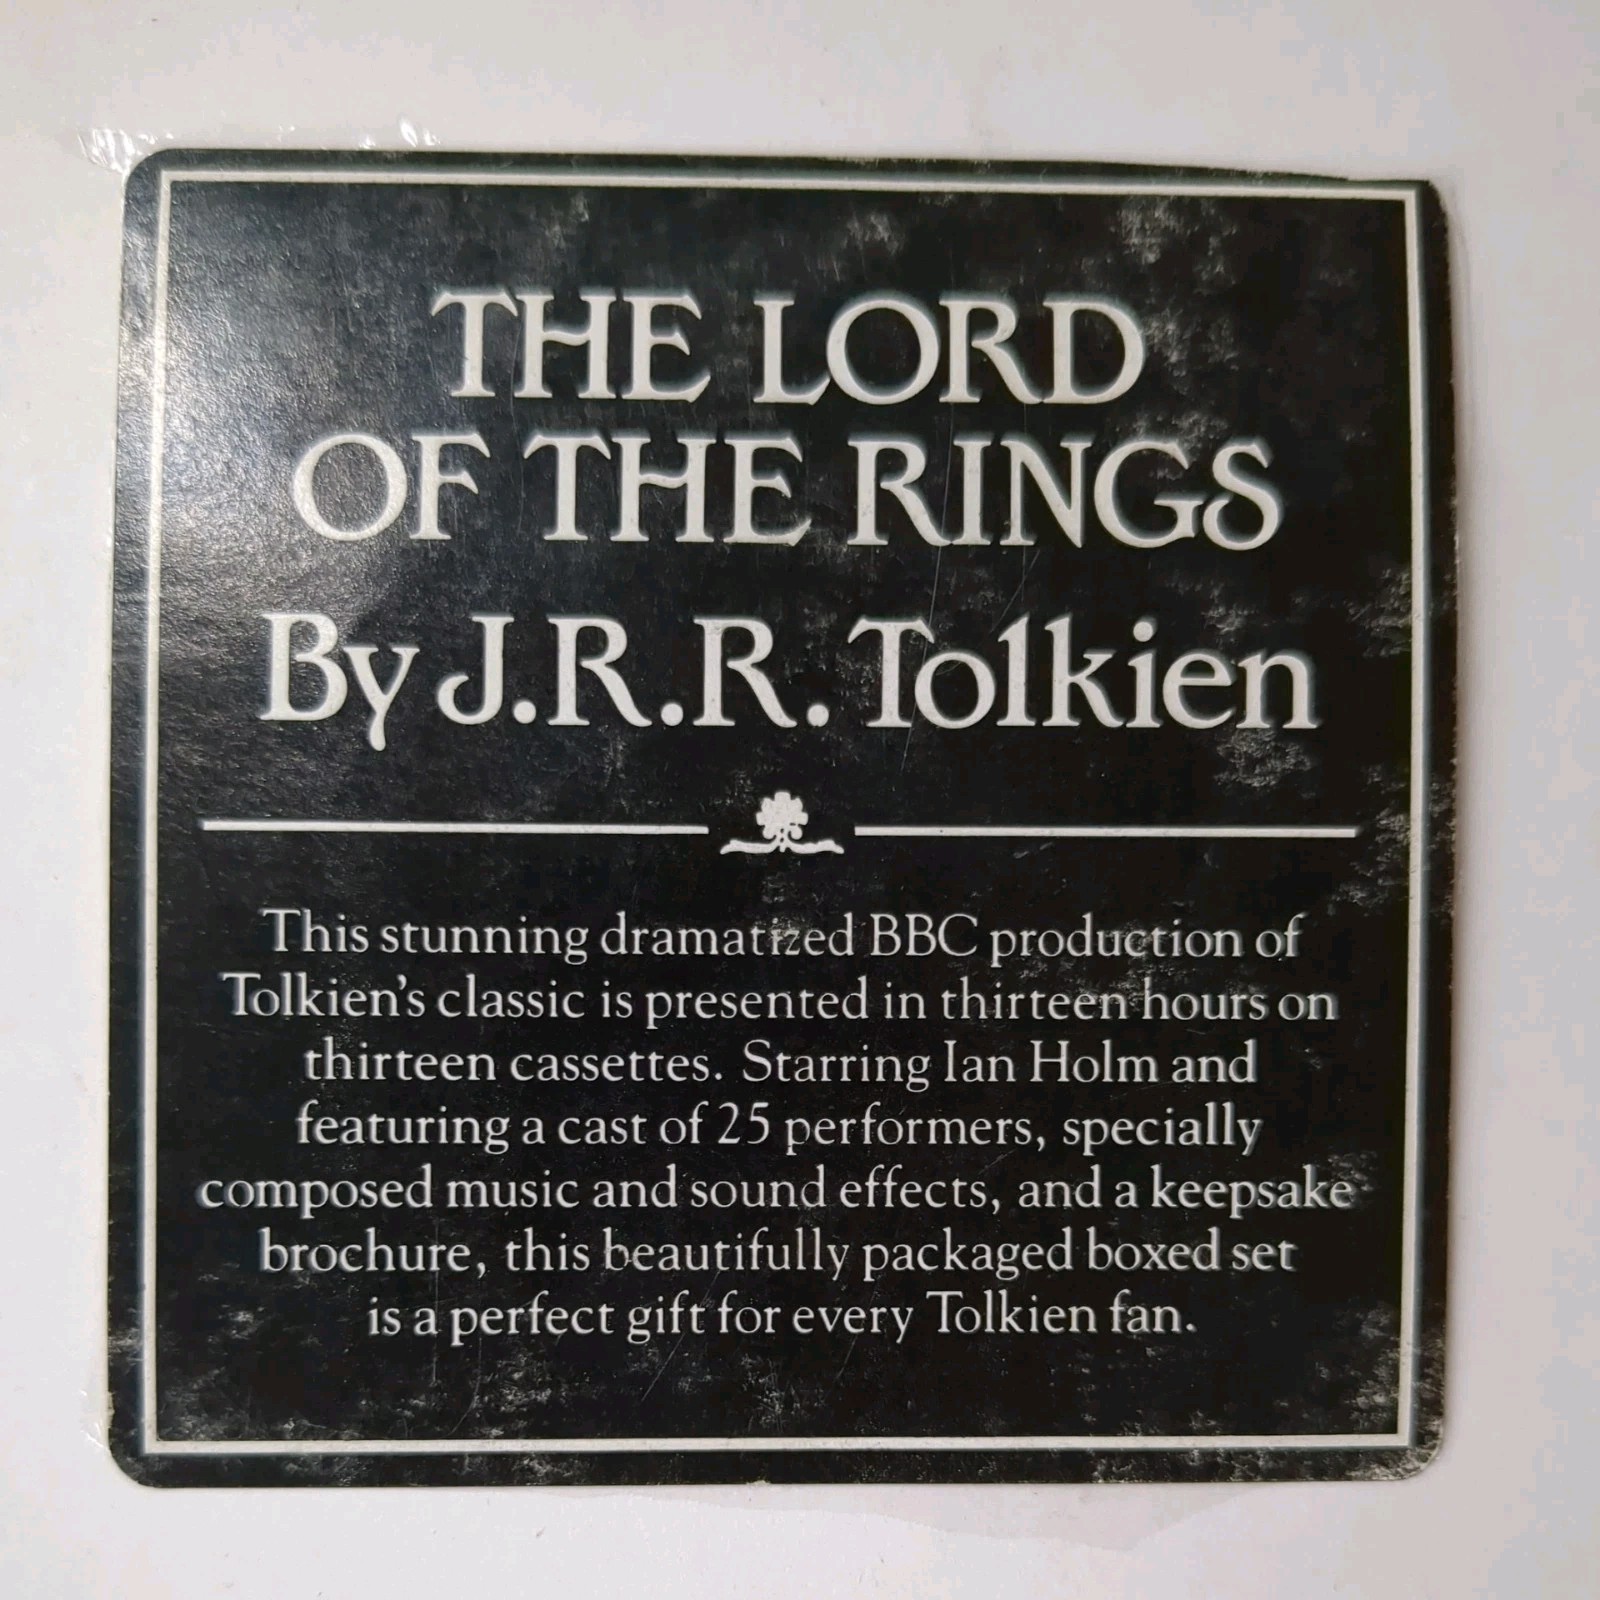 THE LORD
OF THE RINGS
By J.R.R. Tolkien
This stunning dramatized BBC production of
Tolkien's classic is presented in thirteen hours on
thirteen cassettes. Starring Ian Holm and
featuring a cast of 25 performers, specially
composed music and sound effects, and a keepsake
brochure, this beautifully packaged boxed set
is a perfect gift for every Tolkien fan.